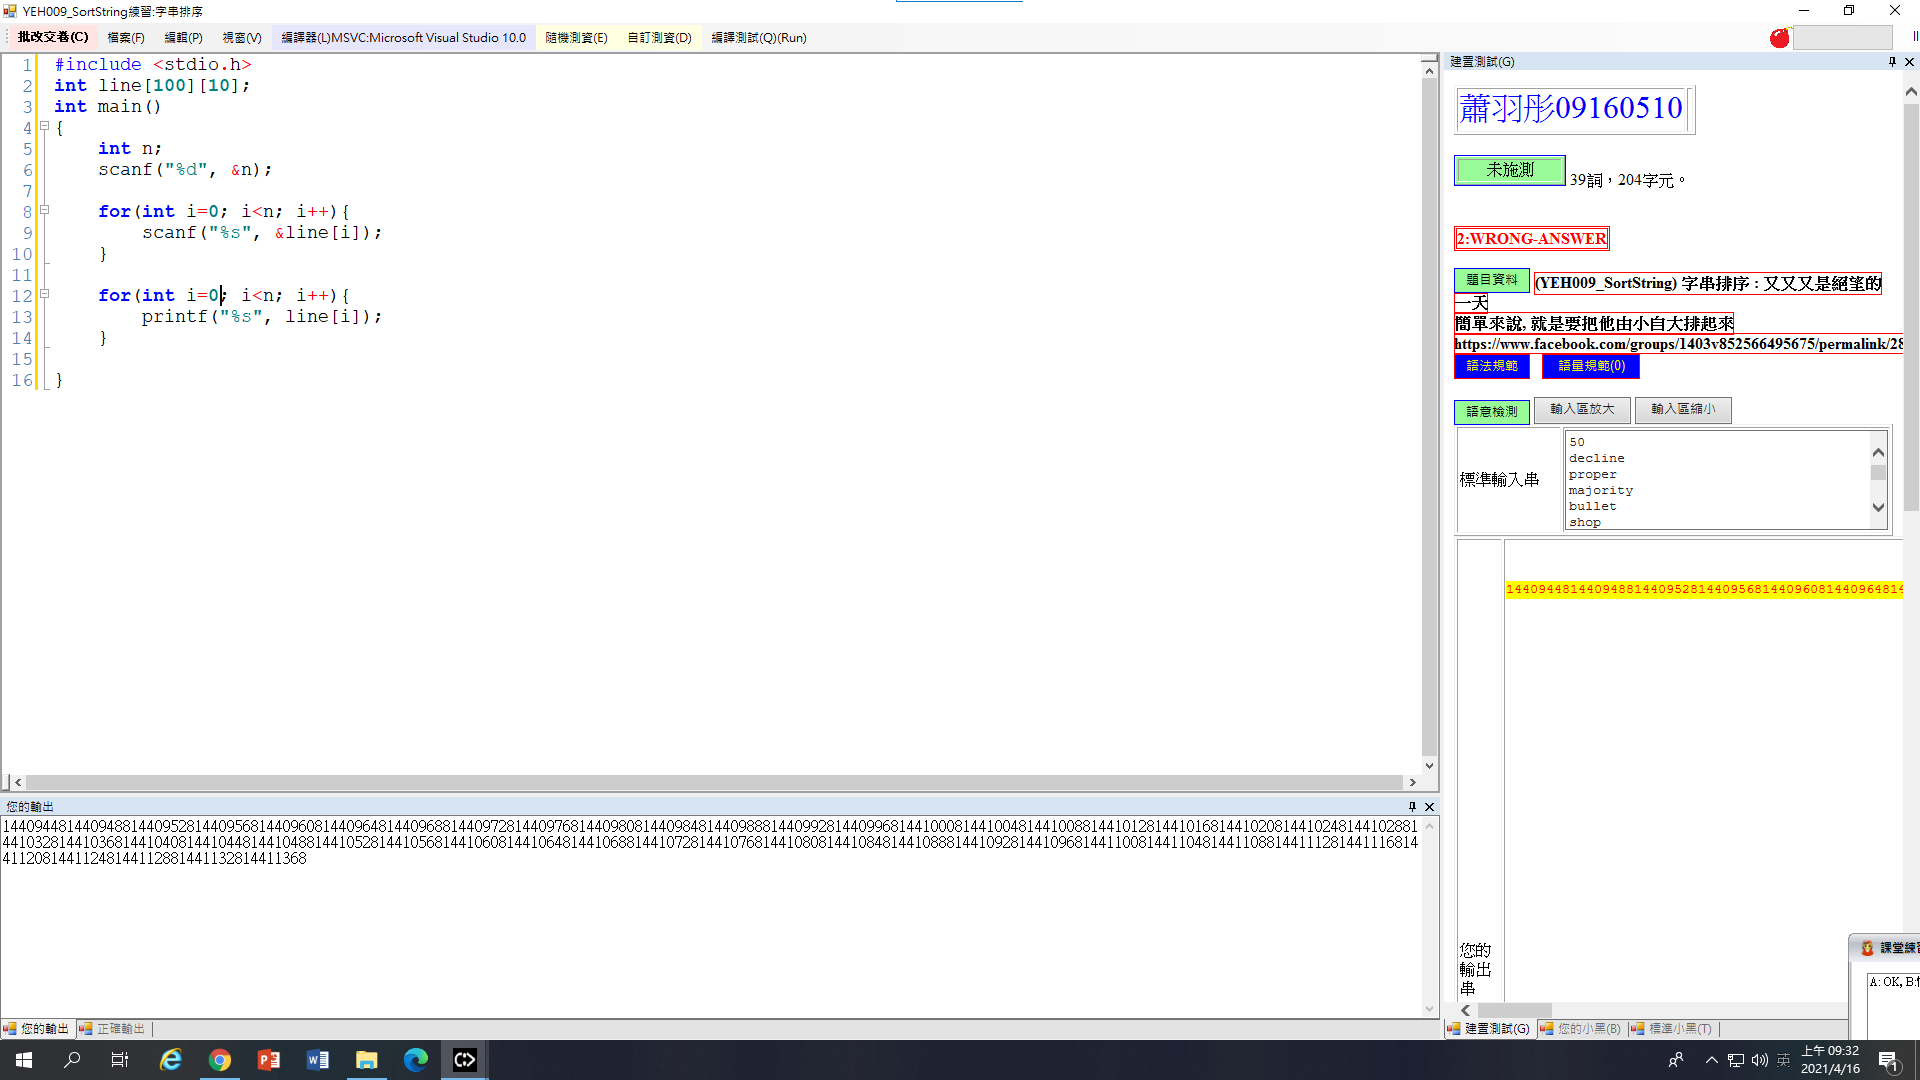 YEH009_SortString練習:字串排序
批改交卷(C) 檔案(F) 編輯(P) 視窗(V) 編譯器(L)MSVC:Microsoft Visual Studio 10.0 隨機測資(E) 自訂測資(D) 編譯測試(Q)(Run)
1 #include <stdio.h>
2 int line[100][10];
3 int main()
4 {
5 int n;
6 scanf("%d", &n);
7
8 for(int i=0; i<n; i++){
9 scanf("%s", &line[i]);
10 }
11
12 for(int i=0; i<n; i++){
13 printf("%s", line[i]);
14 }
15
16 }
您的輸出
144094481440948814409528144095681440960814409648144096881440972814409768144098081440984814409888144099281440996814410008144100481441008814410128144101681441020814410248144102881
44103281441036814410408144104481441048814410528144105681441060814410648144106881441072814410768144108081441084814410888144109281441096814411008144110481441108814411128144111681 4
4112081441124814411288144113281441 1368
您的輸出 正確輸出
建置測試(G)
蕭羽彤09160510
未施測 39詞，204字元。
2:WRONG-ANSWER
題目資料 (YEH009_SortString) 字串排序 : 又又又是絕望的
一天
簡單來說, 就是要把他由小自大排起來
https://www.facebook.com/groups/1403v852566495675/permalink/28
語法規範 語量規範(0)
語意檢測 輸入區放大 輸入區縮小
標準輸入串
50
decline
proper
majority
bullet
shop
1440944814409488144095281440956814409608144096481 4
您的
輸出
串
建置測試(G) 您的小黑(B) 標準小黑(T)
課堂練習
A: OK, B:
英
上午 09:32
2021/4/16
1